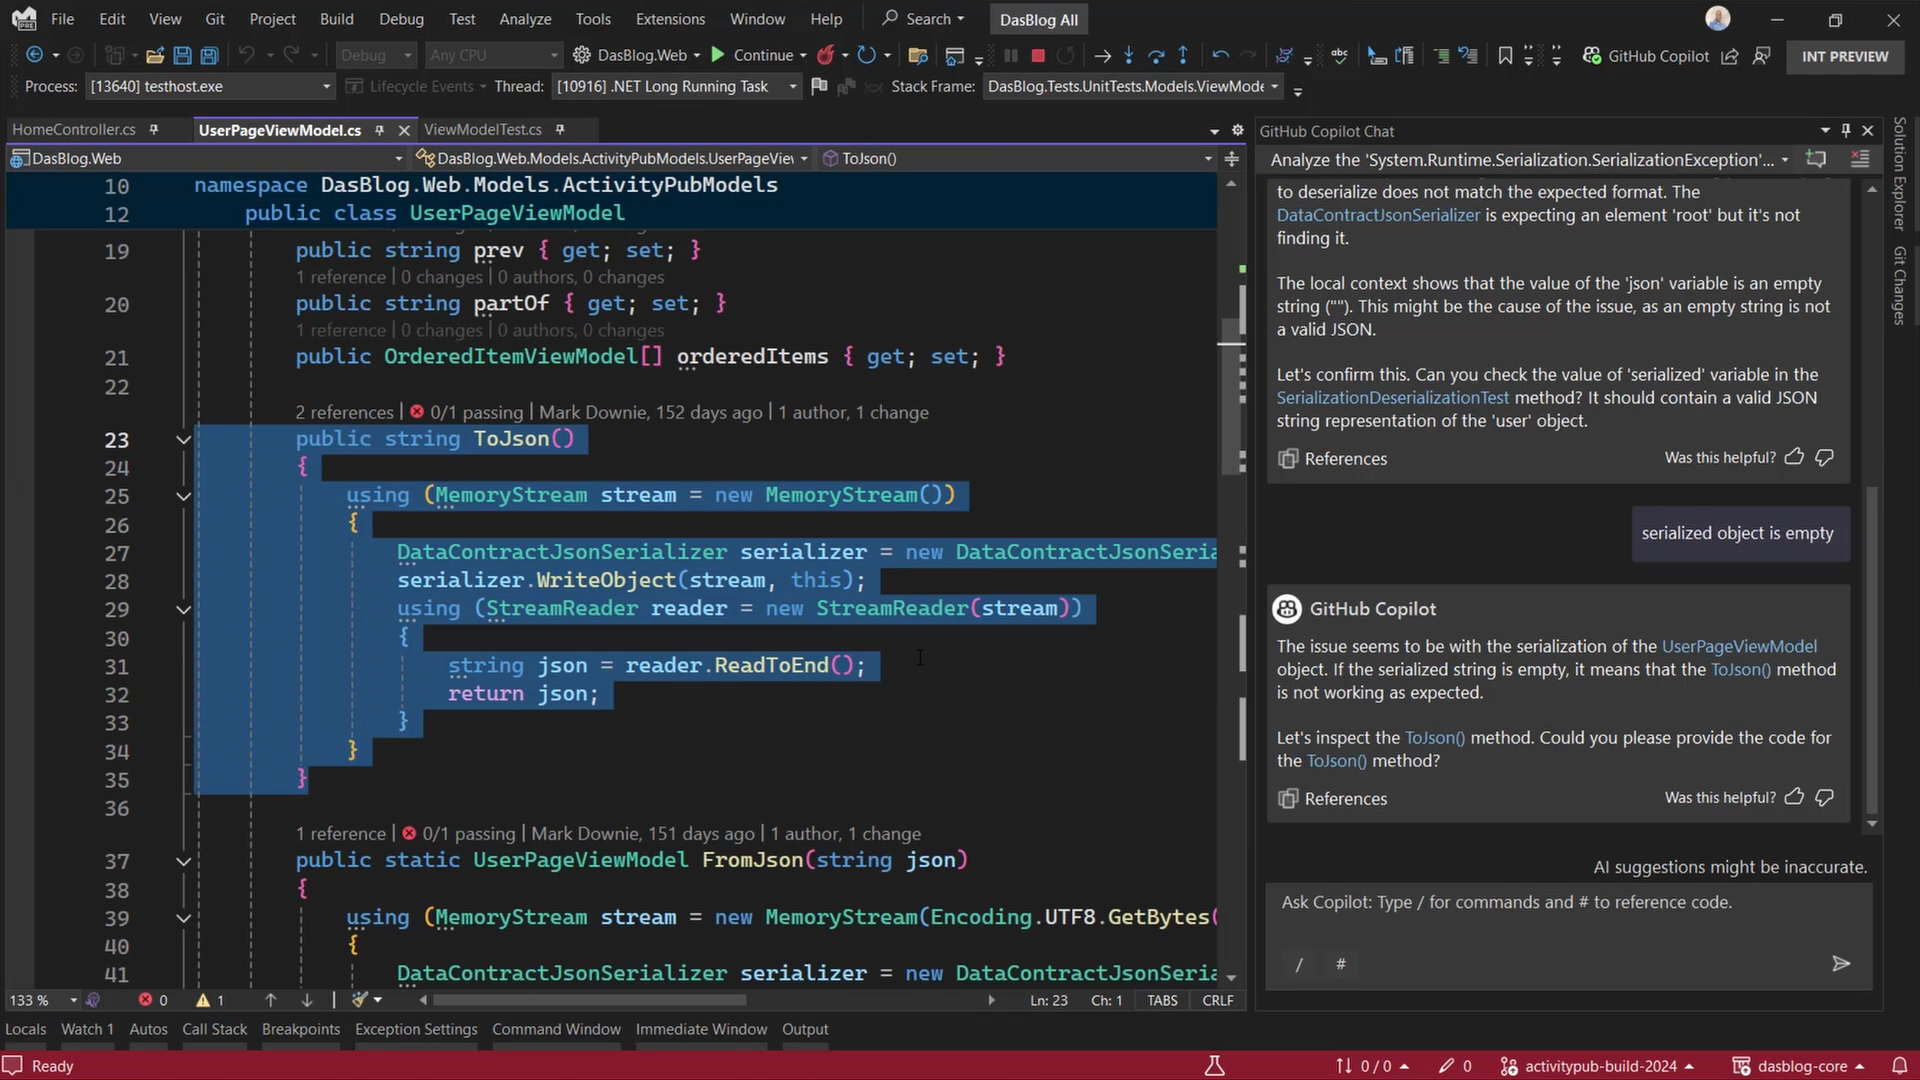 File Edit View Git Project Build Debug Test Analyze Tools Extensions Window Help Search DasBlog All
Debug Any CPU DasBlog.Web Continue GitHub Copilot INT PREVIEW
Process: [13640] testhost.exe Lifecycle Events Thread: [10916] .NET Long Running Task Stack Frame: DasBlog.Tests.UnitTests.Models.ViewMode
HomeController.cs UserPageViewModel.cs ViewModelTest.cs
DasBlog.Web DasBlog.Web.Models.ActivityPubModels.UserPageView ToJson()
10 namespace DasBlog.Web.Models.ActivityPubModels
12 public class UserPageViewModel
19 public string prev { get; set; }
1 reference | 0 changes | 0 authors, 0 changes
20 public string partOf { get; set; }
1 reference | 0 changes | 0 authors, 0 changes
21 public OrderedItemViewModel[] orderedItems { get; set; }
22
2 references | 0/1 passing | Mark Downie, 152 days ago | 1 author, 1 change
23 public string ToJson()
24 {
25 using (MemoryStream stream = new MemoryStream())
26 {
27 DataContractJsonSerializer serializer = new DataContractJsonSeria
28 serializer.WriteObject(stream, this);
29 using (StreamReader reader = new StreamReader(stream))
30 {
31 string json = reader.ReadToEnd();
32 return json;
33 }
34 }
35 }
36
1 reference | 0/1 passing | Mark Downie, 151 days ago | 1 author, 1 change
37 public static UserPageViewModel FromJson(string json)
38 {
39 using (MemoryStream stream = new MemoryStream(Encoding.UTF8.GetBytes(
40 {
41 DataContractJsonSerializer serializer = new DataContractJsonSeria
133 % 0 1 Ln: 23 Ch: 1 TABS CRLF
GitHub Copilot Chat
Analyze the 'System.Runtime.Serialization.SerializationException'...
to deserialize does not match the expected format. The
DataContractJsonSerializer is expecting an element 'root' but it's not
finding it.
The local context shows that the value of the 'json' variable is an empty
string (""). This might be the cause of the issue, as an empty string is not
a valid JSON.
Let's confirm this. Can you check the value of 'serialized' variable in the
SerializationDeserializationTest method? It should contain a valid JSON
string representation of the 'user' object.
References Was this helpful?
serialized object is empty
GitHub Copilot
The issue seems to be with the serialization of the UserPageViewModel
object. If the serialized string is empty, it means that the ToJson() method
is not working as expected.
Let's inspect the ToJson() method. Could you please provide the code for
the ToJson() method?
References Was this helpful?
AI suggestions might be inaccurate.
Ask Copilot: Type / for commands and # to reference code.
/ #
Solution Explorer
Git Changes
Locals Watch 1 Autos Call Stack Breakpoints Exception Settings Command Window Immediate Window Output
Ready 0 / 0 0 activitypub-build-2024 dasblog-core